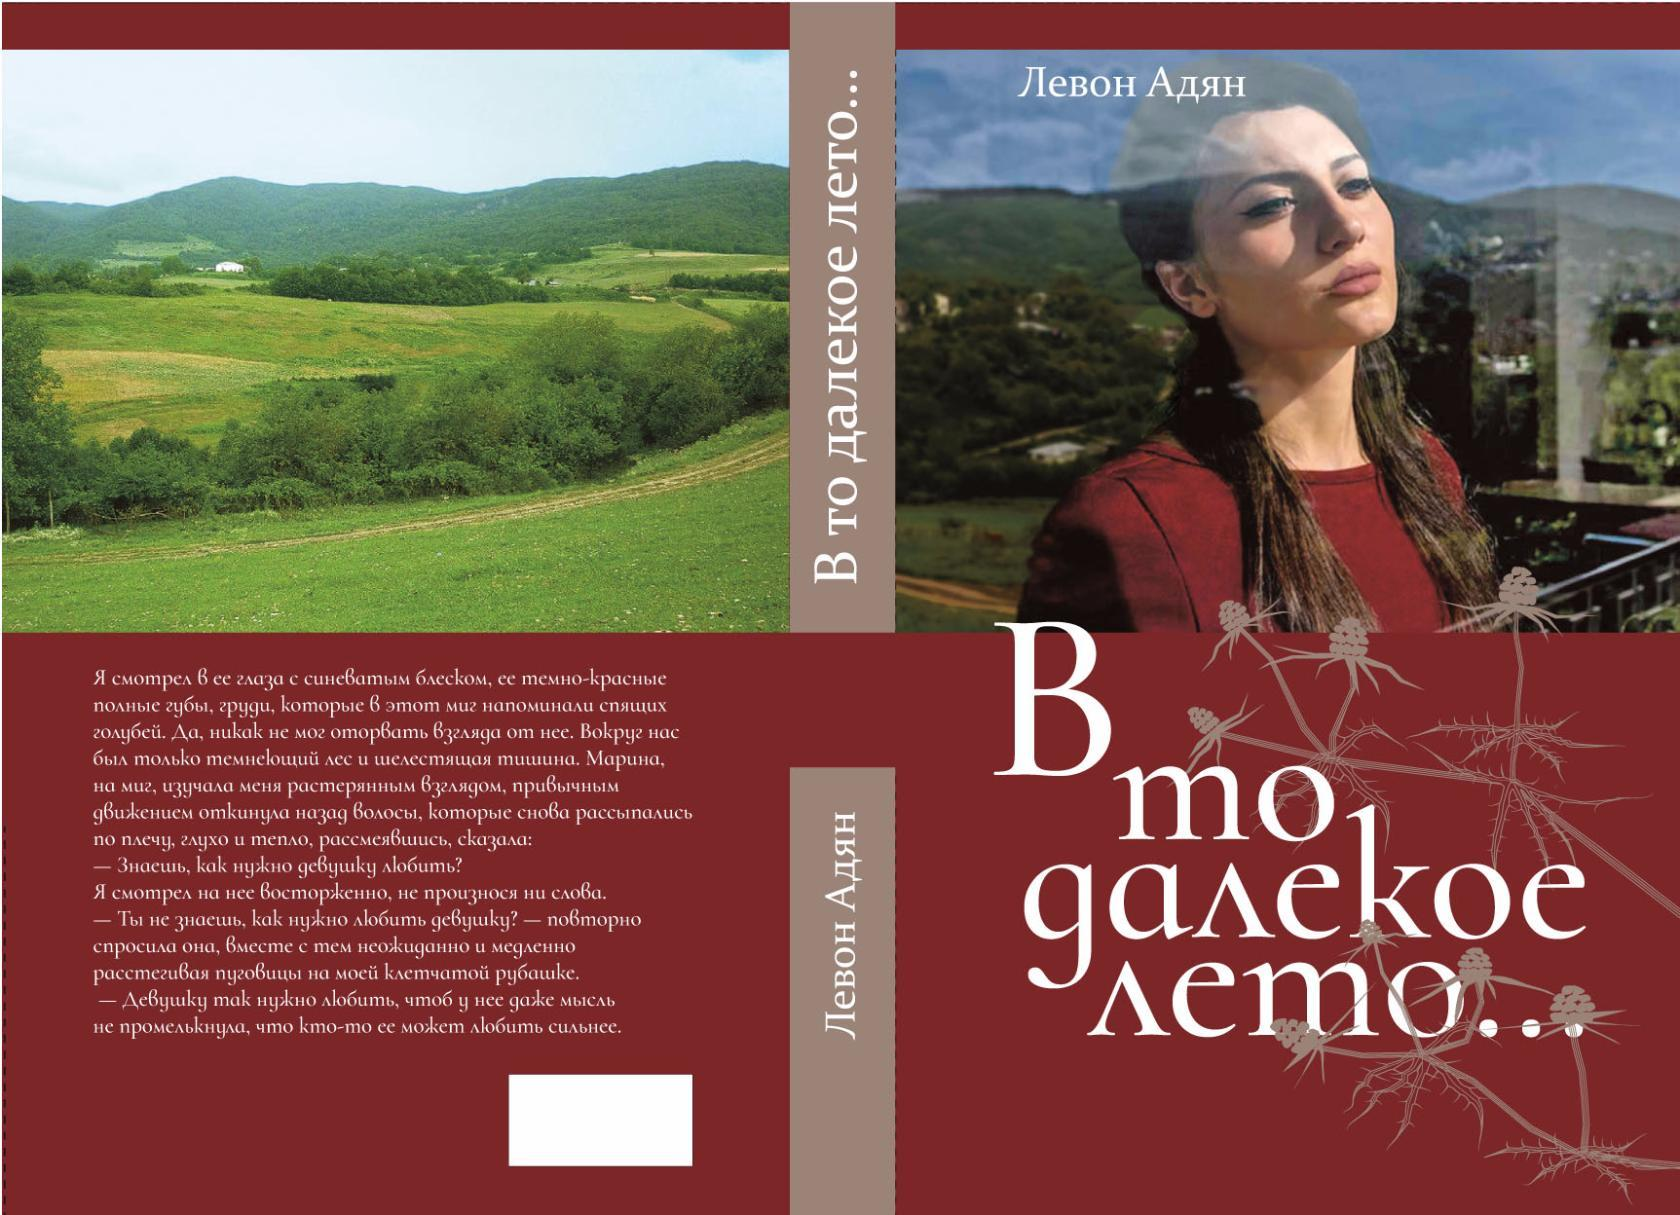 Левон Адян
В
то
далекое
лето...
В то далекое лето...
Левон Адян
Я смотрел в ее глаза с синеватым блеском, ее темно-красные
полные губы, груди, которые в этот миг напоминали спящих
голубей. Да, никак не мог оторвать взгляда от нее. Вокруг нас
был только темнеющий лес и шелестящая тишина. Марина,
на миг, изучала меня растерянным взглядом, привычным
движением откинула назад волосы, которые снова рассыпались
по плечу, глухо и тепло, рассмеявшись, сказала:
— Знаешь, как нужно девушку любить?
Я смотрел на нее восторженно, не произнося ни слова.
— Ты не знаешь, как нужно любить девушку? — повторно
спросила она, вместе с тем неожиданно и медленно
расстегивая пуговицы на моей клетчатой рубашке.
— Девушку так нужно любить, чтоб у нее даже мысль
не промелькнула, что кто-то ее может любить сильнее.